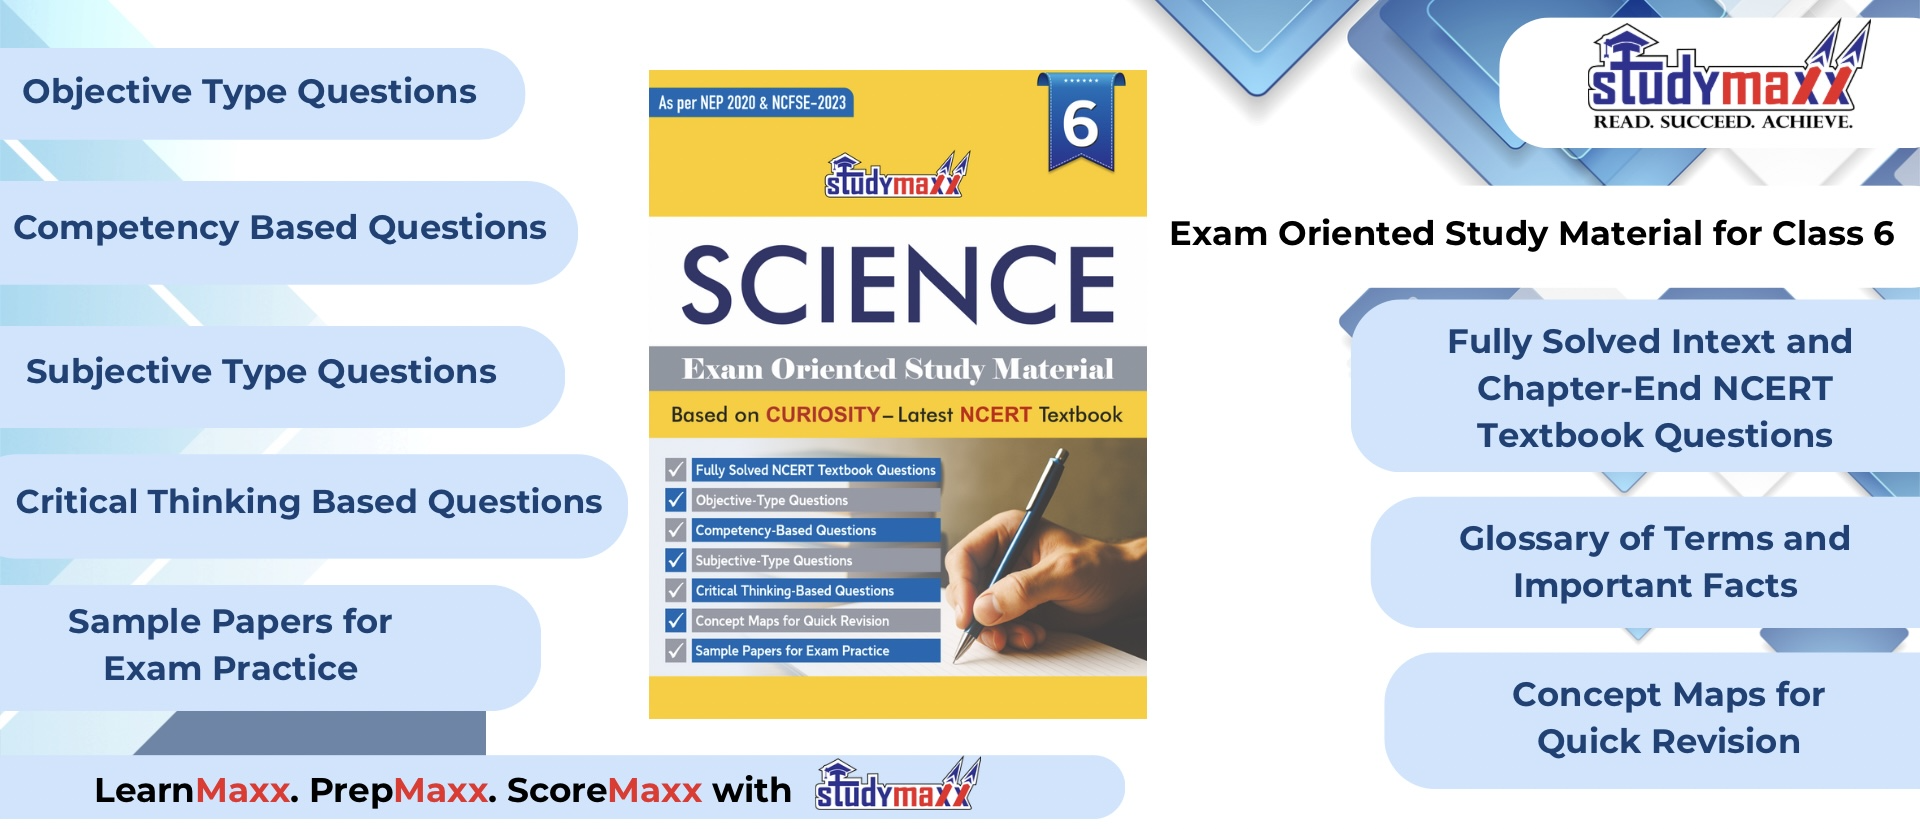 Objective Type Questions
Competency Based Questions
Subjective Type Questions
Critical Thinking Based Questions
Sample Papers for
Exam Practice
As per NEP 2020 & NCFSE-2023
6
studymaxx
SCIENCE
Exam Oriented Study Material
Based on CURIOSITY – Latest NCERT Textbook
Fully Solved NCERT Textbook Questions
Objective-Type Questions
Competency-Based Questions
Subjective-Type Questions
Critical Thinking-Based Questions
Concept Maps for Quick Revision
Sample Papers for Exam Practice
studymaxx
READ. SUCCEED. ACHIEVE.
Exam Oriented Study Material for Class 6
Fully Solved Intext and
Chapter-End NCERT
Textbook Questions
Glossary of Terms and
Important Facts
Concept Maps for
Quick Revision
LearnMaxx. PrepMaxx. ScoreMaxx with studymaxx